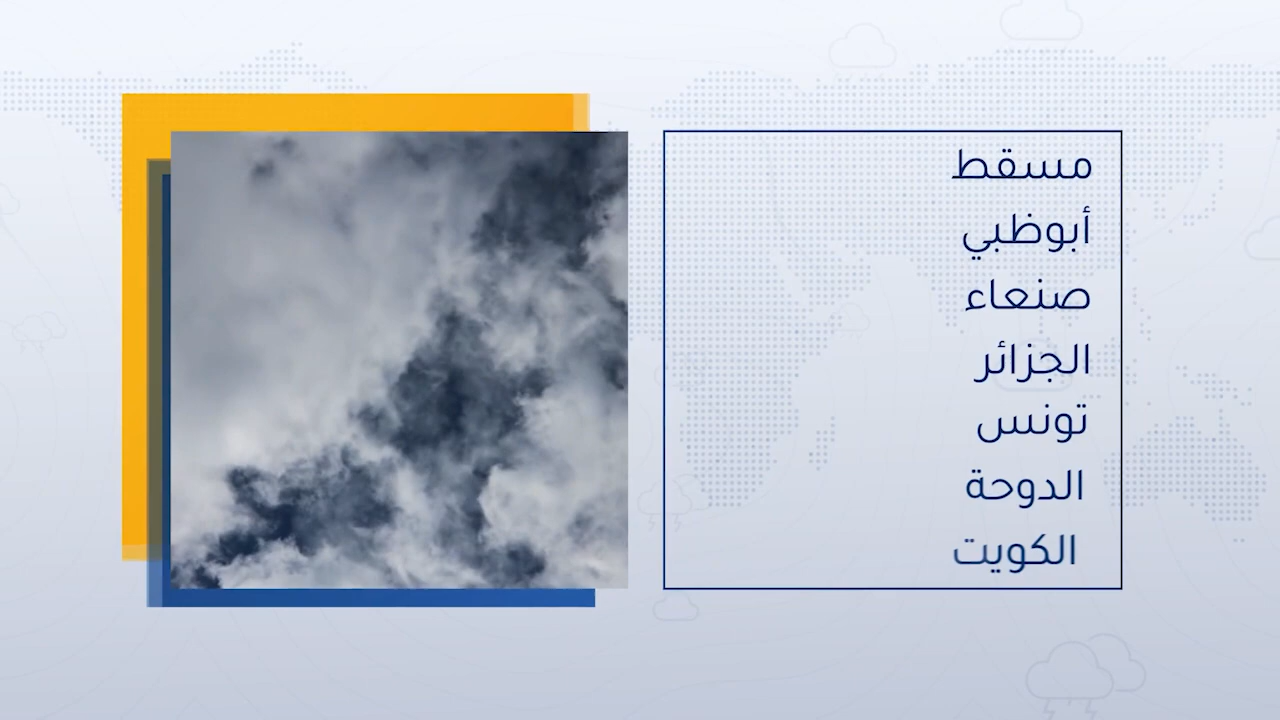 مسقط
أبوظبي
صنعاء
الجزائر
تونس
الدوحة
الكويت